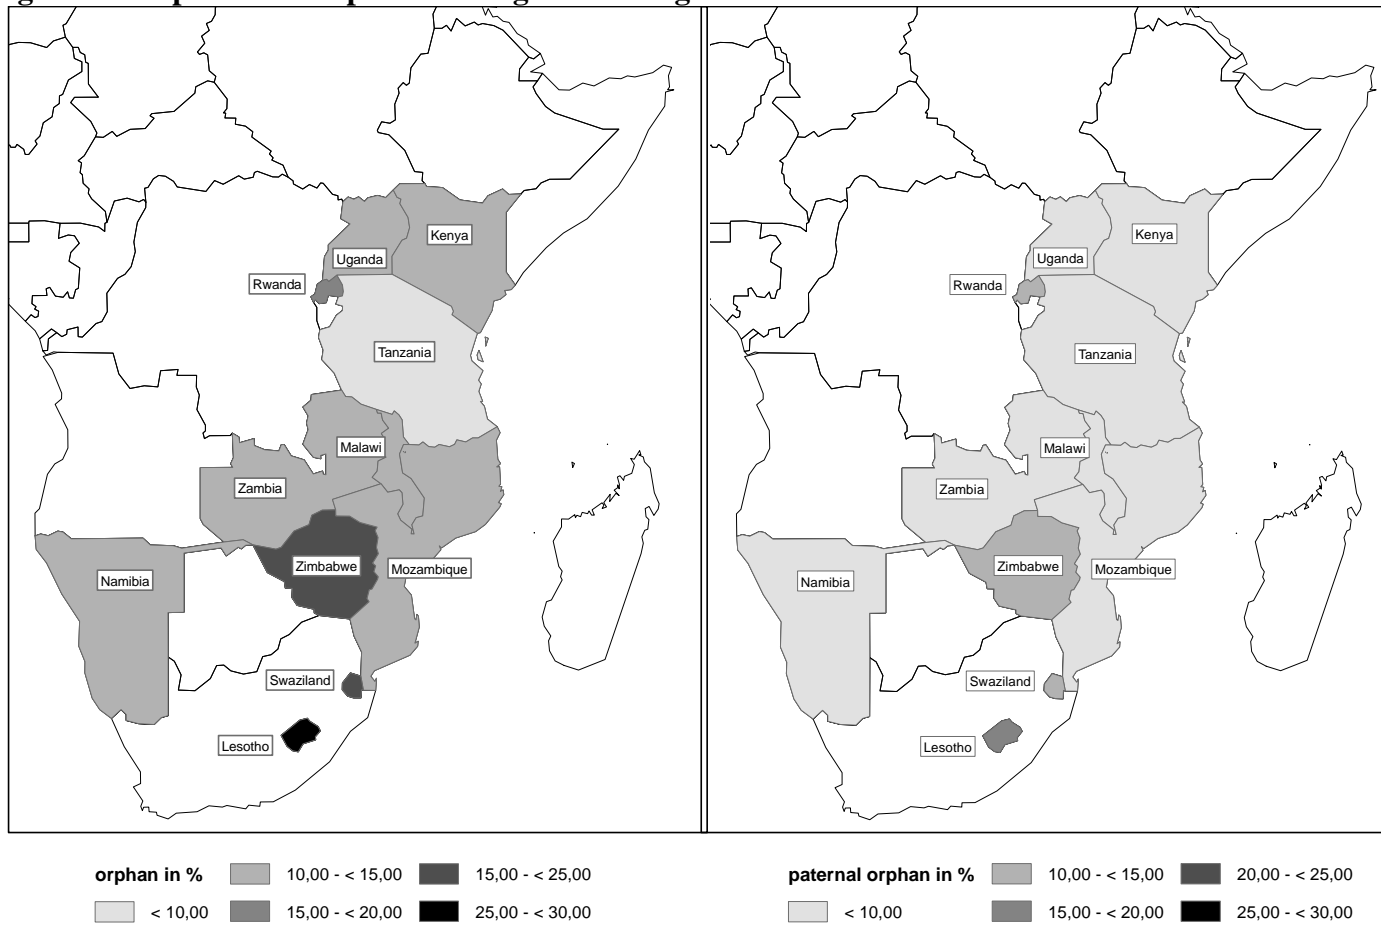 Kenya
Uganda
Rwanda
Tanzania
Malawi
Zambia
Zimbabwe
Mozambique
Namibia
Swaziland
Lesotho
Kenya
Uganda
Rwanda
Tanzania
Malawi
Zambia
Zimbabwe
Mozambique
Namibia
Swaziland
Lesotho
orphan in %
10,00 - < 15,00
15,00 - < 25,00
< 10,00
15,00 - < 20,00
25,00 - < 30,00
paternal orphan in %
10,00 - < 15,00
20,00 - < 25,00
< 10,00
15,00 - < 20,00
25,00 - < 30,00